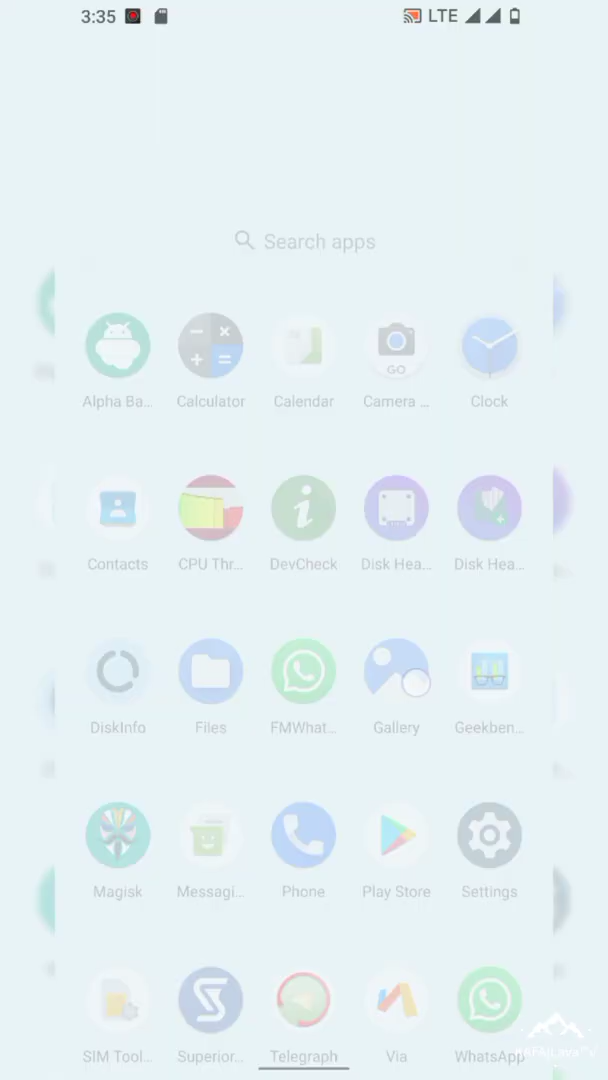 3:35 LTE
Search apps
Alpha Ba... Calculator Calendar Camera ... Clock
GO
Contacts CPU Thr... DevCheck Disk Hea... Disk Hea...
DiskInfo Files FMWhat... Gallery Geekben...
Magisk Messagi... Phone Play Store Settings
SIM Tool... Superior... Telegraph Via WhatsApp